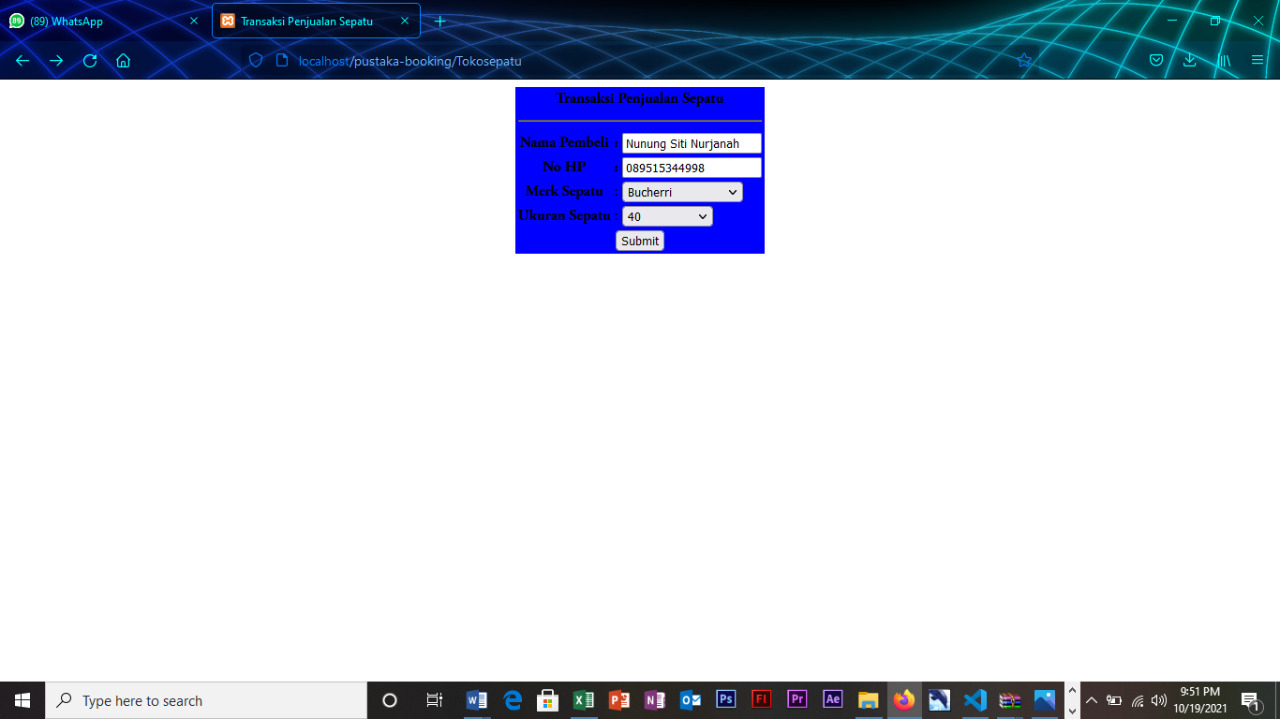 (89) WhatsApp
Transaksi Penjualan Sepatu
localhost/pustaka-booking/Tokosepatu
Transaksi Penjualan Sepatu
Nama Pembeli : Nunung Siti Nurjanah
No HP : 089515344998
Merk Sepatu : Bucherri
Ukuran Sepatu : 40
Submit
Type here to search
9:51 PM
10/19/2021
1